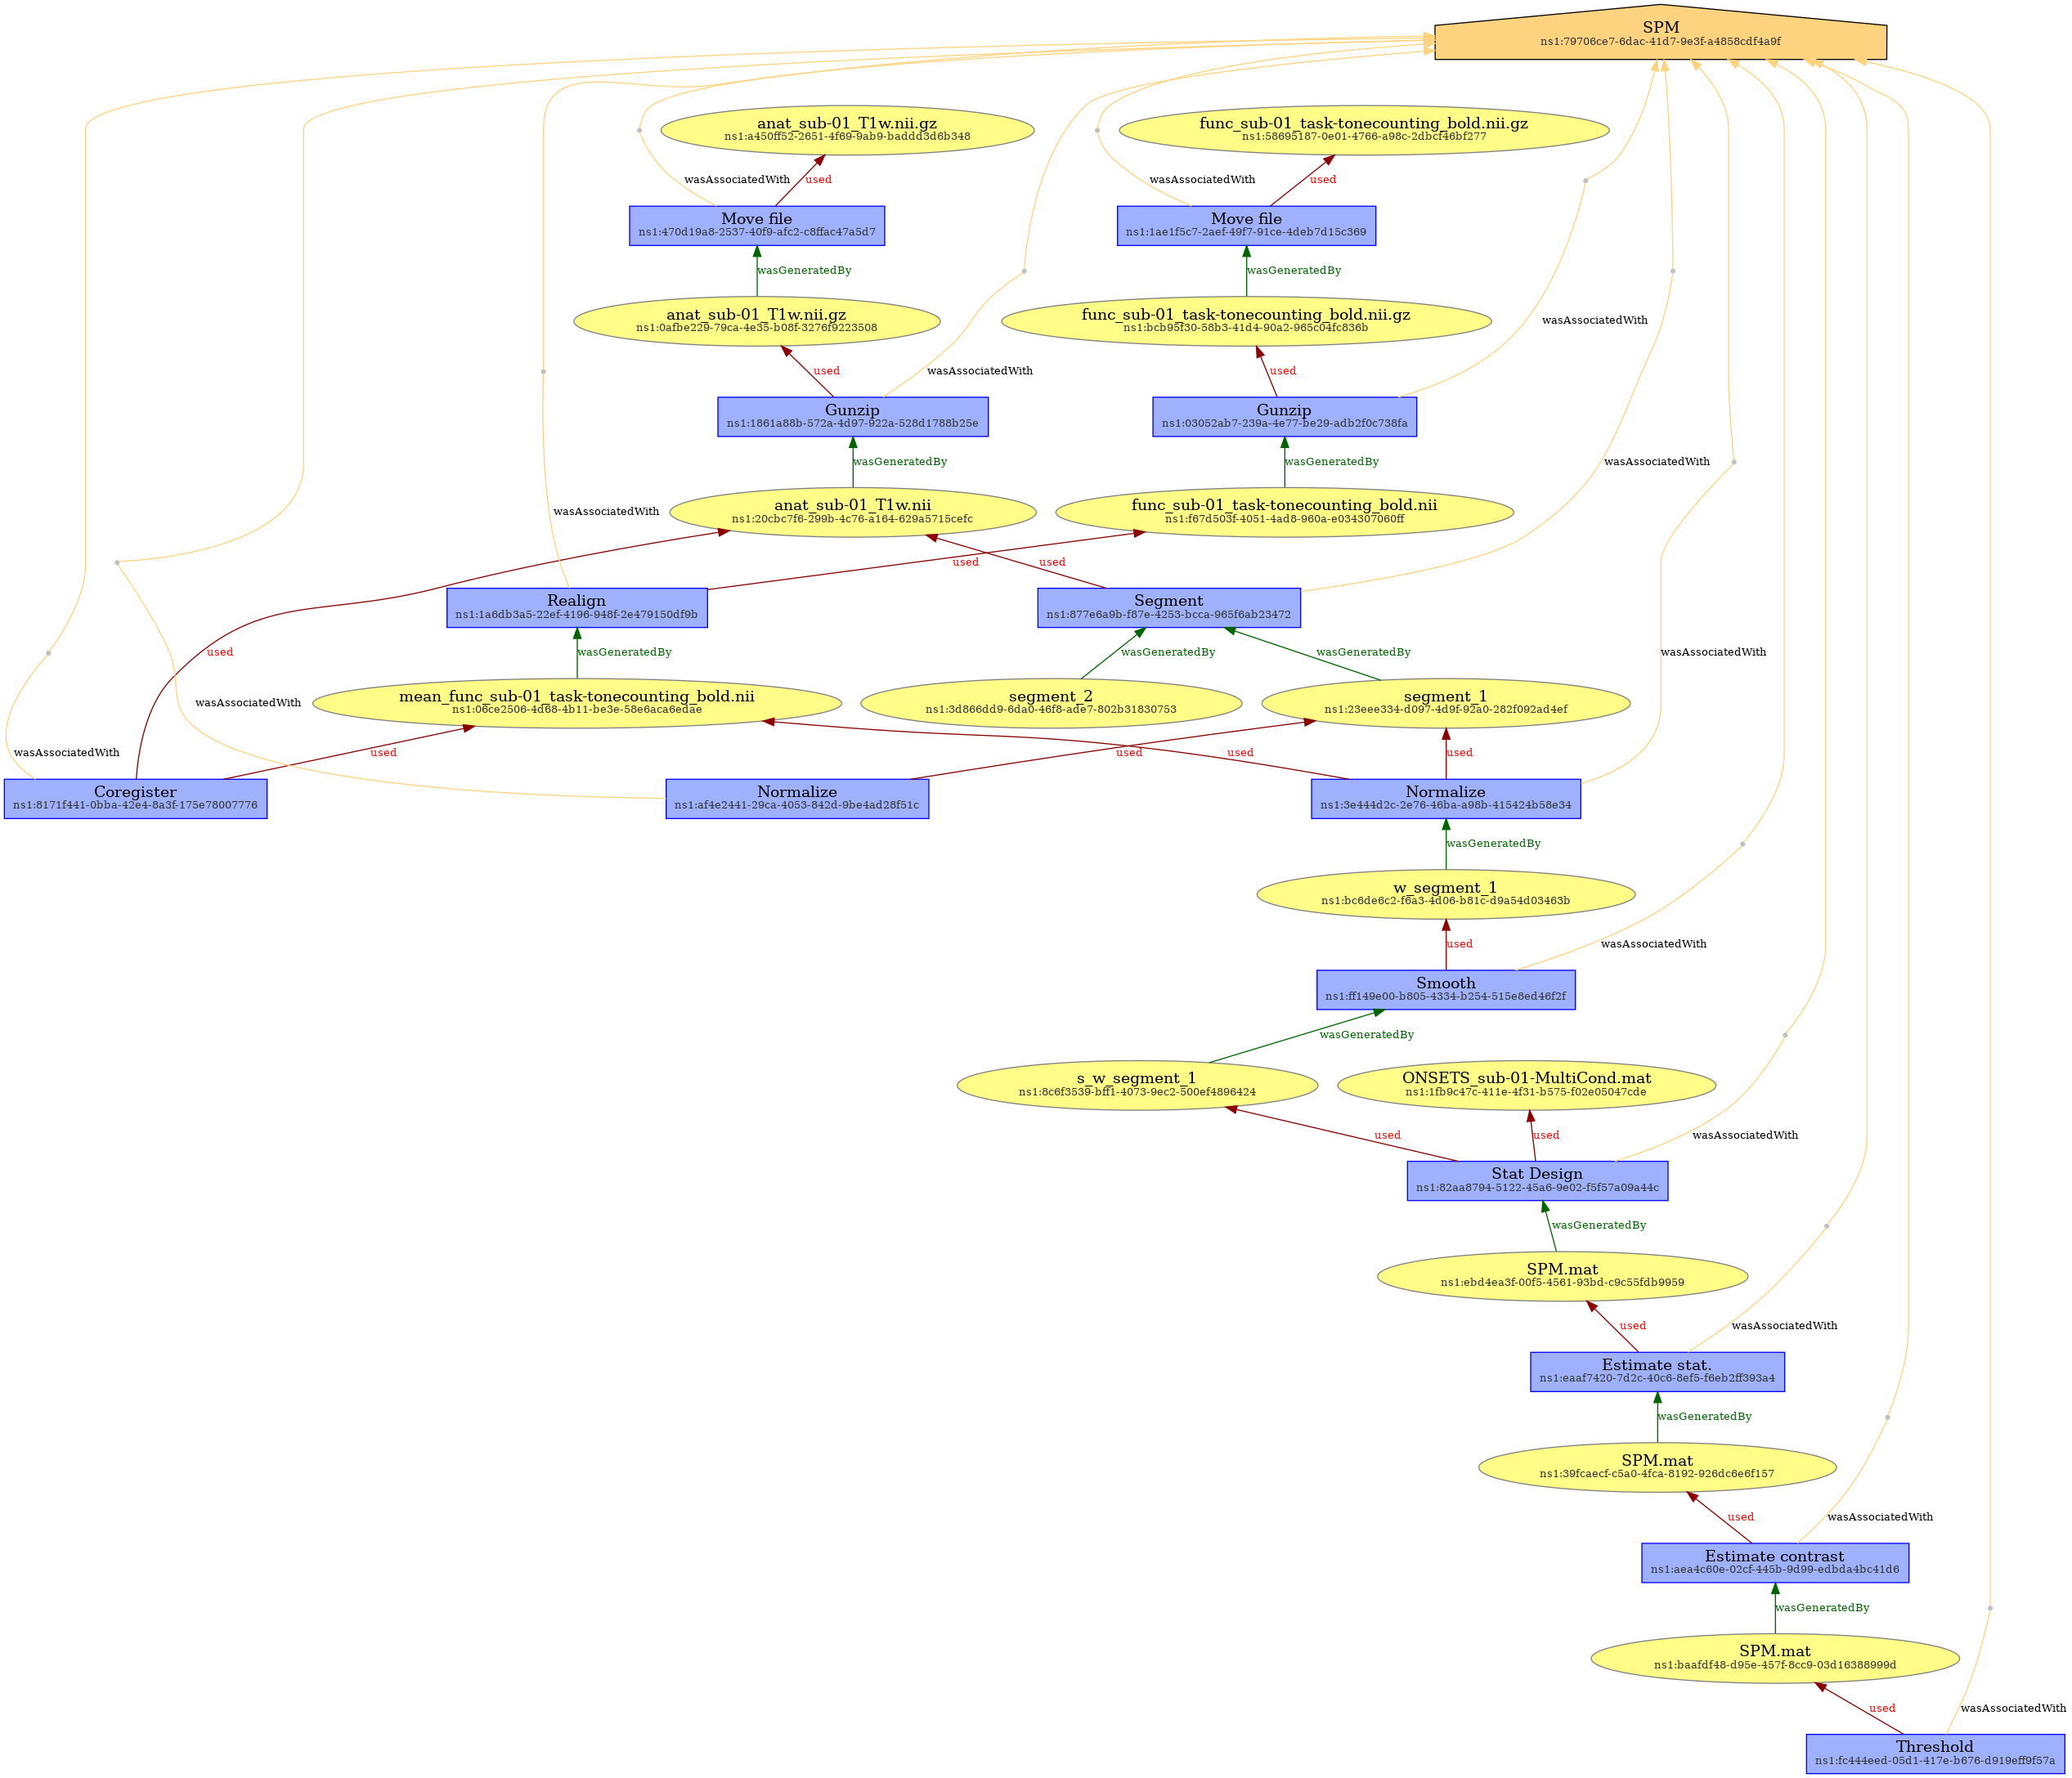 SPM
ns1:79706ce7-6dac-41d7-9e3f-a4858cdf4a9f
anat_sub-01_T1w.nii.gz
ns1:a450ff52-2651-4f69-9ab9-baddd3d6b348
func_sub-01_task-tonecounting_bold.nii.gz
ns1:58695187-0e01-4766-a98c-2dbcf46bf277
wasAssociatedWith
used
wasAssociatedWith
used
Move file
ns1:470d19a8-2537-40f9-afc2-c8ffac47a5d7
Move file
ns1:1ae1f5c7-2aef-49f7-91ce-4deb7d15c369
wasGeneratedBy
wasGeneratedBy
anat_sub-01_T1w.nii.gz
ns1:0afbe229-79ca-4e35-b08f-3276f9223508
func_sub-01_task-tonecounting_bold.nii.gz
ns1:bcb95f30-58b3-41d4-90a2-965c04fc836b
wasAssociatedWith
used
wasAssociatedWith
used
Gunzip
ns1:1861a88b-572a-4d97-922a-528d1788b25e
Gunzip
ns1:03052ab7-239a-4e77-be29-adb2f0c738fa
wasGeneratedBy
wasGeneratedBy
wasAssociatedWith
anat_sub-01_T1w.nii
ns1:20cbc7f6-299b-4c76-a164-629a5715cefc
func_sub-01_task-tonecounting_bold.nii
ns1:f67d503f-4051-4ad8-960a-e034307060ff
wasAssociatedWith
used
used
Realign
ns1:1a6db3a5-22ef-4196-948f-2e479150df9b
Segment
ns1:877e6a9b-f87e-4253-bcca-965f6ab23472
used
wasGeneratedBy
wasGeneratedBy
wasGeneratedBy
wasAssociatedWith
mean_func_sub-01_task-tonecounting_bold.nii
ns1:06ce2506-4d68-4b11-be3e-58e6aca6edae
segment_2
ns1:3d866dd9-6da0-46f8-ade7-802b31830753
segment_1
ns1:23eee334-d097-4d9f-92a0-282f092ad4ef
wasAssociatedWith
wasAssociatedWith
used
used
used
used
Coregister
ns1:8171f441-0bba-42e4-8a3f-175e78007776
Normalize
ns1:af4e2441-29ca-4053-842d-9be4ad28f51c
Normalize
ns1:3e444d2c-2e76-46ba-a98b-415424b58e34
wasGeneratedBy
w_segment_1
ns1:bc6de6c2-f6a3-4d06-b81c-d9a54d03463b
used
wasAssociatedWith
Smooth
ns1:ff149e00-b805-4334-b254-515e8ed46f2f
wasGeneratedBy
s_w_segment_1
ns1:8c6f3539-bff1-4073-9ec2-500ef4896424
ONSETS_sub-01-MultiCond.mat
ns1:1fb9c47c-411e-4f31-b575-f02e05047cde
used
used
wasAssociatedWith
Stat Design
ns1:82aa8794-5122-45a6-9e02-f5f57a09a44c
wasGeneratedBy
SPM.mat
ns1:ebd4ea3f-00f5-4561-93bd-c9c55fdb9959
used
wasAssociatedWith
Estimate stat.
ns1:eaaf7420-7d2c-40c6-8ef5-f6eb2ff393a4
wasGeneratedBy
SPM.mat
ns1:39fcaecf-c5a0-4fca-8192-926dc6e6f157
used
wasAssociatedWith
Estimate contrast
ns1:aea4c60e-02cf-445b-9d99-edbda4bc41d6
wasGeneratedBy
SPM.mat
ns1:baafdf48-d95e-457f-8cc9-03d16388999d
used
wasAssociatedWith
Threshold
ns1:fc444eed-05d1-417e-b676-d919eff9f57a